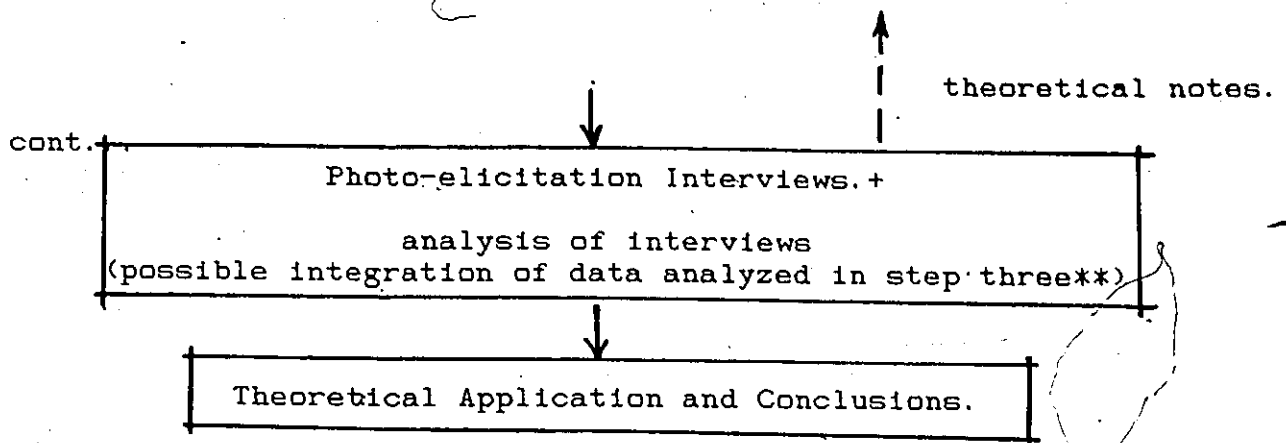 theoretical notes.
cont.
Photo-elicitation Interviews.+
analysis of interviews
(possible integration of data analyzed in step three**)
Theoretical Application and Conclusions.